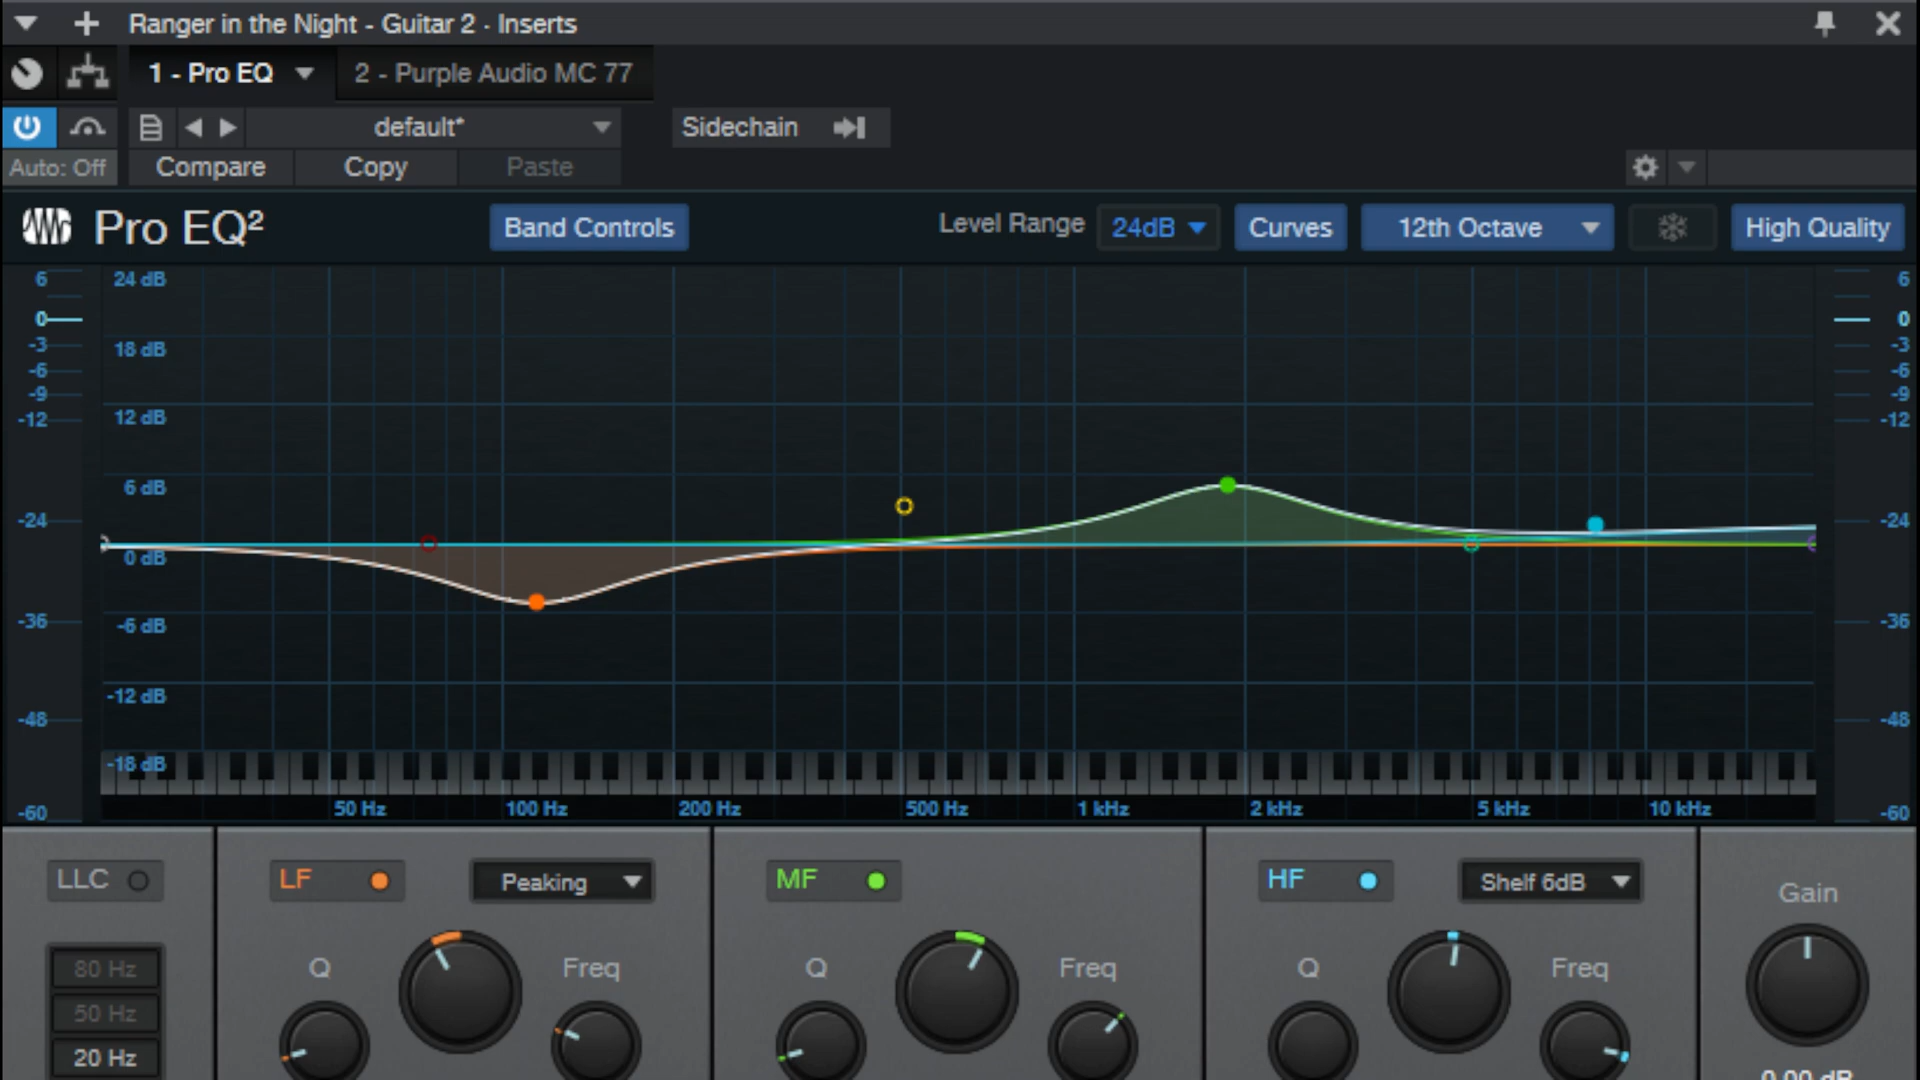 Ranger in the Night - Guitar 2 - Inserts
1 - Pro EQ
2 - Purple Audio MC 77
default*
Sidechain
Auto: Off
Compare
Copy
Paste
Pro EQ²
Band Controls
Level Range
24dB
Curves
12th Octave
High Quality
6
0
-3
-6
-9
-12
-24
-36
-48
-60
24 dB
18 dB
12 dB
6 dB
0 dB
-6 dB
-12 dB
-18 dB
6
0
-3
-6
-9
-12
-24
-36
-48
-60
50 Hz
100 Hz
200 Hz
500 Hz
1 kHz
2 kHz
5 kHz
10 kHz
LLC
80 Hz
50 Hz
20 Hz
LF
Peaking
Q
Freq
MF
Q
Freq
HF
Shelf 6dB
Q
Freq
Gain
0.00 dB